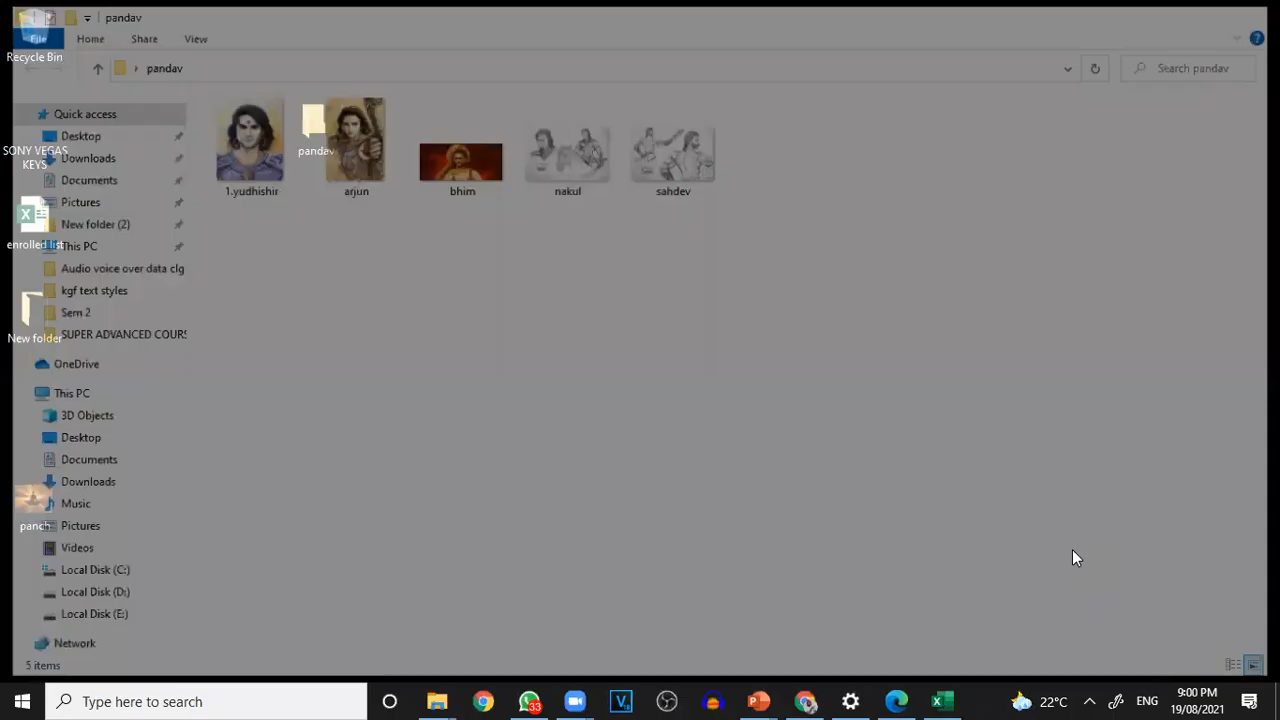 pandav
File Home Share View
Recycle Bin
pandav
Search pandav
Quick access
Desktop
Downloads
Documents
Pictures
New folder (2)
This PC
Audio voice over data clg
kgf text styles
Sem 2
SUPER ADVANCED COURS
OneDrive
This PC
3D Objects
Desktop
Documents
Downloads
Music
Pictures
Videos
Local Disk (C:)
Local Disk (D:)
Local Disk (E:)
Network
5 items
SONY VEGAS
KEYS
enrolled list
New folder
panch
pandav
1.yudhishir
arjun
bhim
nakul
sahdev
Type here to search
33
22°C
ENG
9:00 PM
19/08/2021